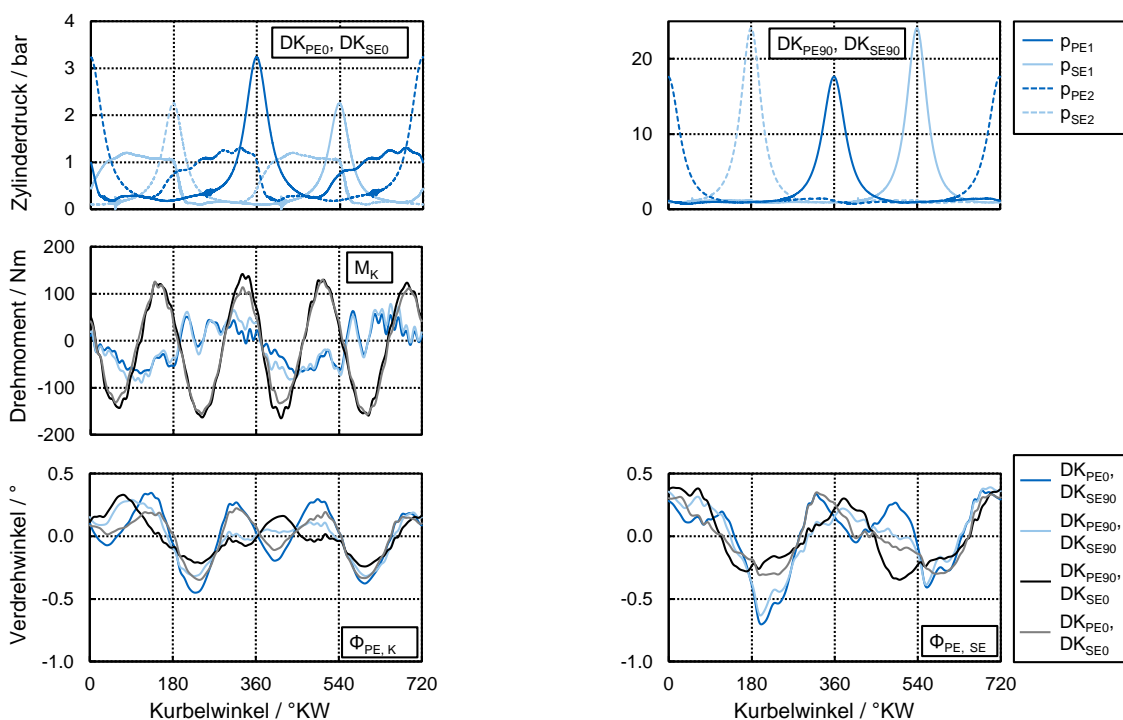 Zylinderdruck / bar
4
3
2
1
0
DK_PE0, DK_SE0
20
10
0
DK_PE90, DK_SE90
p_PE1
p_SE1
p_PE2
p_SE2
Drehmoment / Nm
200
100
0
-100
-200
M_K
Verdrehwinkel / °
0.5
0.0
-0.5
-1.0
Φ_PE, K
0 180 360 540 720
Kurbelwinkel / °KW
0.5
0.0
-0.5
-1.0
Φ_PE, SE
0 180 360 540 720
Kurbelwinkel / °KW
DK_PE0,
DK_SE90
DK_PE90,
DK_SE90
DK_PE90,
DK_SE0
DK_PE0,
DK_SE0